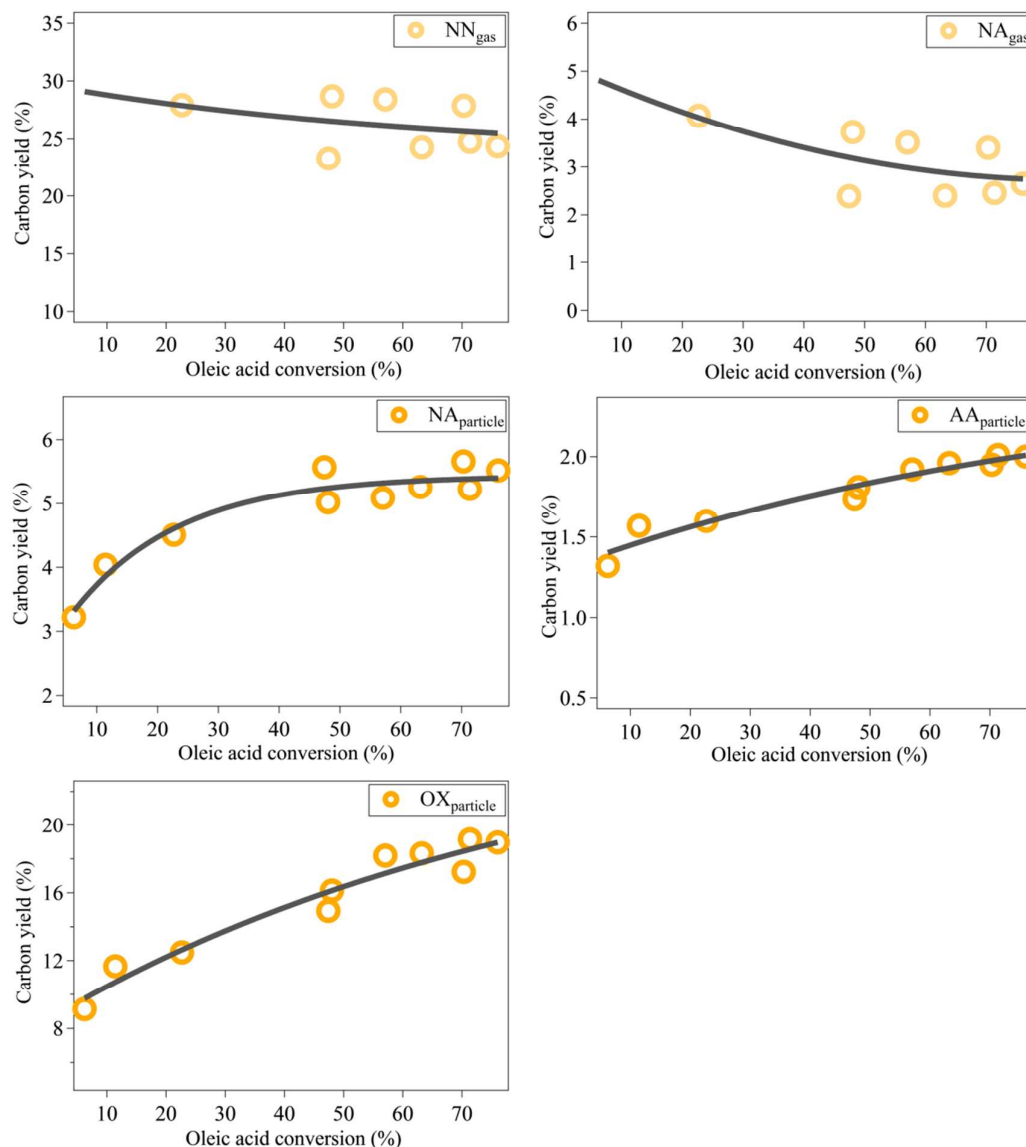 NNgas
35
30
25
20
15
10
Carbon yield (%)
10 20 30 40 50 60 70
Oleic acid conversion (%)
NAgas
6
5
4
3
2
1
0
Carbon yield (%)
10 20 30 40 50 60 70
Oleic acid conversion (%)
NAparticle
6
5
4
3
2
Carbon yield (%)
10 20 30 40 50 60 70
Oleic acid conversion (%)
AAparticle
2.0
1.5
1.0
0.5
Carbon yield (%)
10 20 30 40 50 60 70
Oleic acid conversion (%)
OXparticle
20
16
12
8
Carbon yield (%)
10 20 30 40 50 60 70
Oleic acid conversion (%)